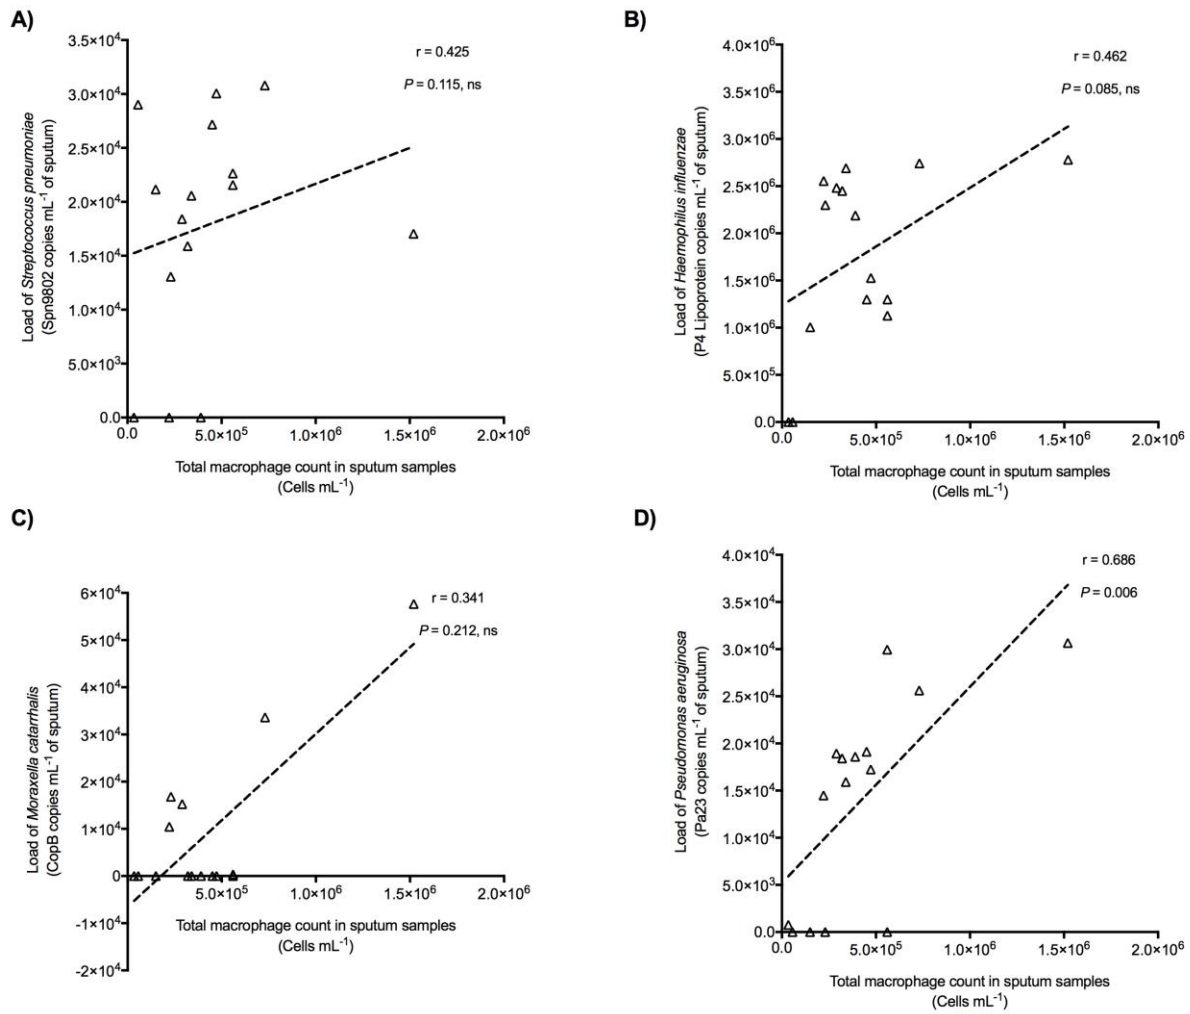 A)
3.5×10⁴
3.0×10⁴
2.5×10⁴
2.0×10⁴
1.5×10⁴
1.0×10⁴
5.0×10³
0.0
Load of Streptococcus pneumoniae
(Spn9802 copies mL⁻¹ of sputum)
r = 0.425
P = 0.115, ns
0.0 5.0×10⁵ 1.0×10⁶ 1.5×10⁶ 2.0×10⁶
Total macrophage count in sputum samples
(Cells mL⁻¹)
B)
4.0×10⁶
3.5×10⁶
3.0×10⁶
2.5×10⁶
2.0×10⁶
1.5×10⁶
1.0×10⁶
5.0×10⁵
0.0
Load of Haemophilus influenzae
(P4 Lipoprotein copies mL⁻¹ of sputum)
r = 0.462
P = 0.085, ns
0.0 5.0×10⁵ 1.0×10⁶ 1.5×10⁶ 2.0×10⁶
Total macrophage count in sputum samples
(Cells mL⁻¹)
C)
6×10⁴
5×10⁴
4×10⁴
3×10⁴
2×10⁴
1×10⁴
0
-1×10⁴
-2×10⁴
Load of Moraxella catarrhalis
(CopB copies mL⁻¹ of sputum)
r = 0.341
P = 0.212, ns
5.0×10⁵ 1.0×10⁶ 1.5×10⁶ 2.0×10⁶
Total macrophage count in sputum samples
(Cells mL⁻¹)
D)
4.0×10⁴
3.5×10⁴
3.0×10⁴
2.5×10⁴
2.0×10⁴
1.5×10⁴
1.0×10⁴
5.0×10³
0.0
Load of Pseudomonas aeruginosa
(Pa23 copies mL⁻¹ of sputum)
r = 0.686
P = 0.006
0.0 5.0×10⁵ 1.0×10⁶ 1.5×10⁶ 2.0×10⁶
Total macrophage count in sputum samples
(Cells mL⁻¹)